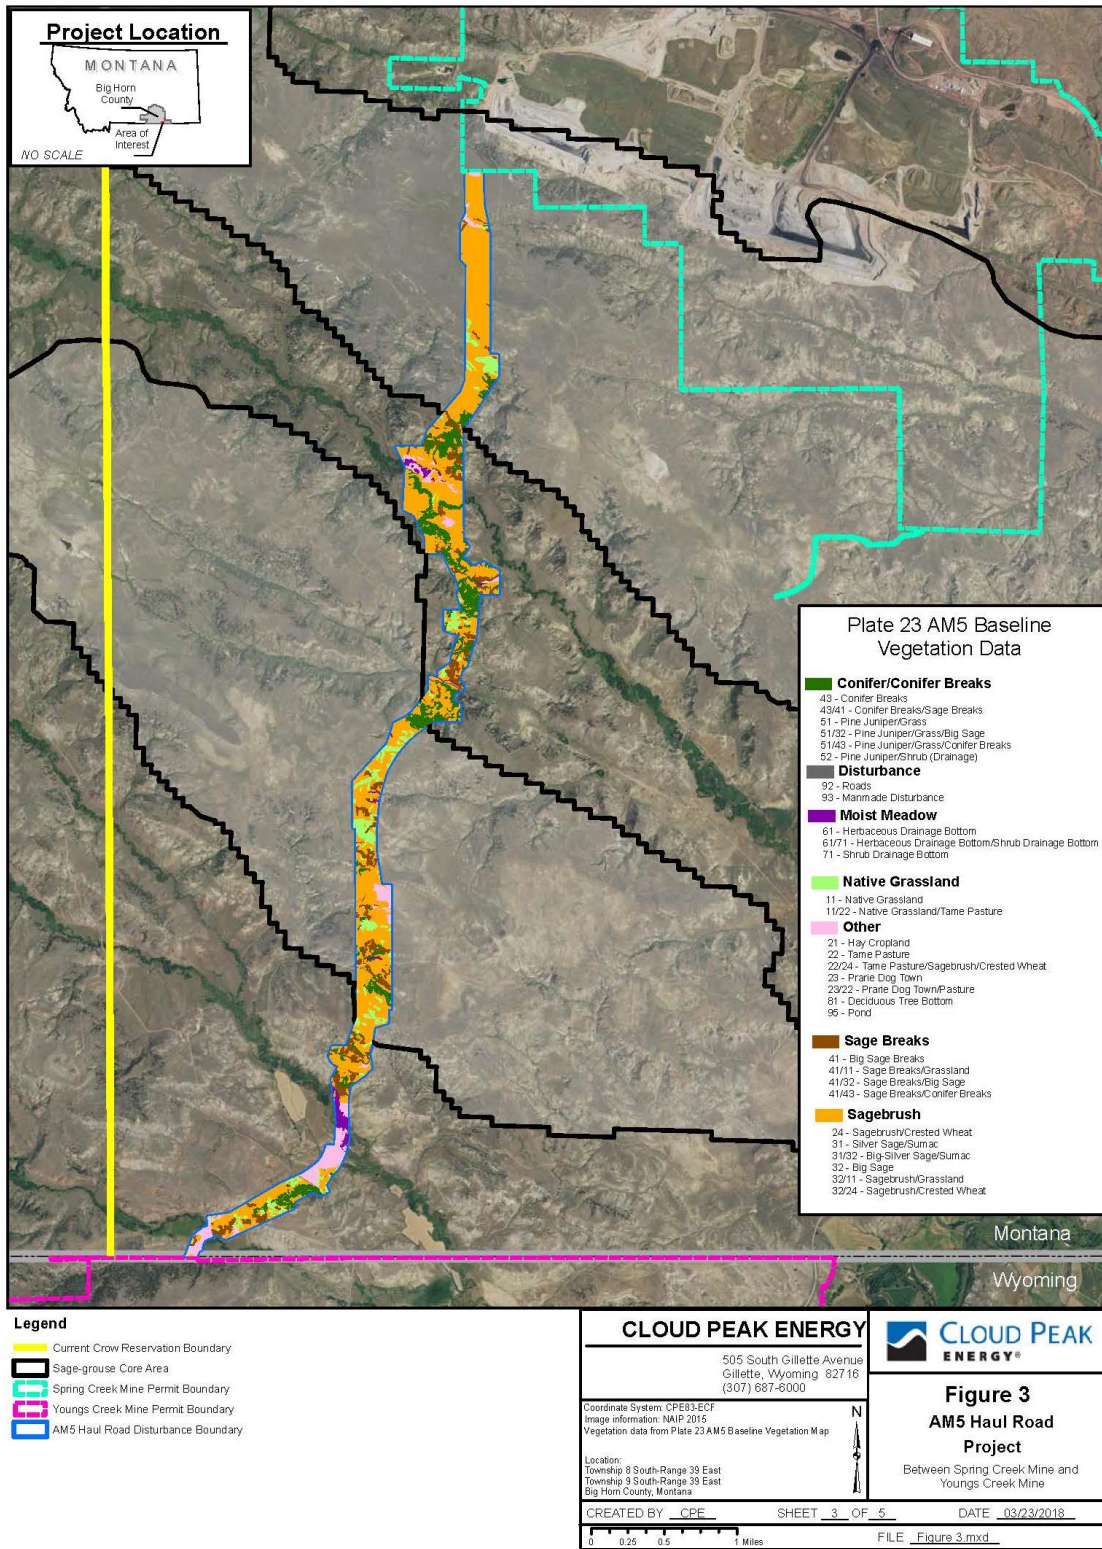 Project Location
MONTANA
Big Horn
County
Area of
Interest
NO SCALE
Plate 23 AM5 Baseline
Vegetation Data
Conifer/Conifer Breaks
43 - Conifer Breaks
43/41 - Conifer Breaks/Sage Breaks
51 - Pine Juniper/Grass
51/32 - Pine Juniper/Grass/Big Sage
51/43 - Pine Juniper/Grass/Conifer Breaks
52 - Pine Juniper/Shrub (Drainage)
Disturbance
92 - Roads
93 - Manmade Disturbance
Moist Meadow
61 - Herbaceous Drainage Bottom
61/71 - Herbaceous Drainage Bottom/Shrub Drainage Bottom
71 - Shrub Drainage Bottom
Native Grassland
11 - Native Grassland
11/22 - Native Grassland/Tame Pasture
Other
21 - Hay Cropland
22 - Tame Pasture
22/24 - Tame Pasture/Sagebrush/Crested Wheat
23 - Prarie Dog Town
23/22 - Prarie Dog Town/Pasture
81 - Deciduous Tree Bottom
95 - Pond
Sage Breaks
41 - Big Sage Breaks
41/11 - Sage Breaks/Grassland
41/32 - Sage Breaks/Big Sage
41/43 - Sage Breaks/Conifer Breaks
Sagebrush
24 - Sagebrush/Crested Wheat
31 - Silver Sage/Sumac
31/32 - Big-Silver Sage/Sumac
32 - Big Sage
32/11 - Sagebrush/Grassland
32/24 - Sagebrush/Crested Wheat
Montana
Wyoming
Legend
Current Crow Reservation Boundary
Sage-grouse Core Area
Spring Creek Mine Permit Boundary
Youngs Creek Mine Permit Boundary
AM5 Haul Road Disturbance Boundary
CLOUD PEAK ENERGY
505 South Gillette Avenue
Gillette, Wyoming 82716
(307) 687-6000
CLOUD PEAK
ENERGY®
Coordinate System: CPE83-ECF
Image information: NAIP 2015
Vegetation data from Plate 23 AM5 Baseline Vegetation Map
N
Location:
Township 8 South-Range 39 East
Township 9 South-Range 39 East
Big Horn County, Montana
Figure 3
AM5 Haul Road
Project
Between Spring Creek Mine and
Youngs Creek Mine
CREATED BY CPE SHEET 3 OF 5 DATE 03/23/2018
0 0.25 0.5 1 Miles
FILE Figure 3.mxd